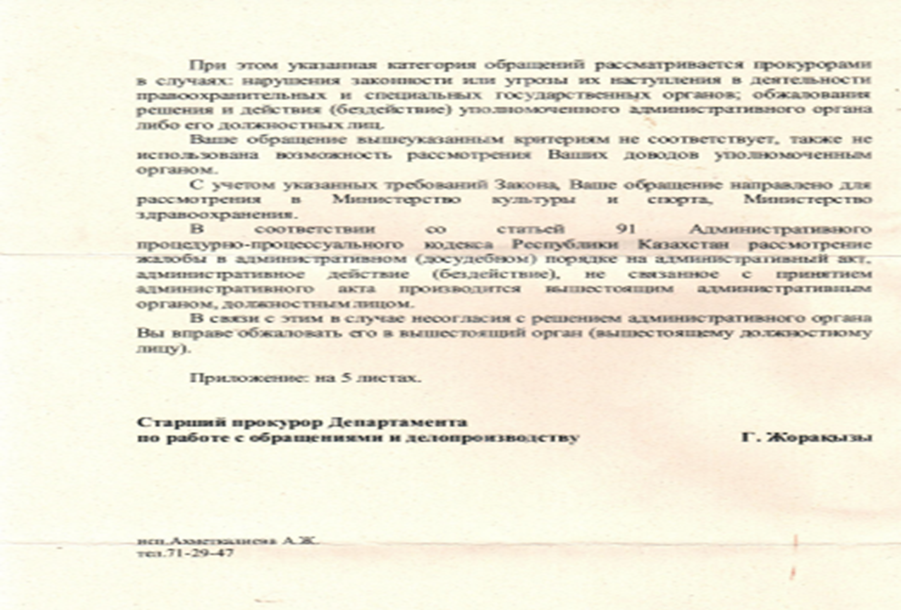 При этом указанная категория обращений рассматривается прокурорами
в случаях: нарушения законности или угрозы их наступления в деятельности
правоохранительных и специальных государственных органов; обжалования
решения и действия (бездействие) уполномоченного административного органа
либо его должностных лиц.
Ваше обращение вышеуказанным критериям не соответствует, также не
использована возможность рассмотрения Ваших доводов уполномоченным
органом.
С учетом указанных требований Закона, Ваше обращение направлено для
рассмотрения в Министерство культуры и спорта, Министерство
здравоохранения.
В соответствии со статьей 91 Административного
процедурно-процессуального кодекса Республики Казахстан рассмотрение
жалобы в административном (досудебном) порядке на административный акт,
административное действие (бездействие), не связанное с принятием
административного акта производится вышестоящим административным
органом, должностным лицом.
В связи с этим в случае несогласия с решением административного органа
Вы вправе обжаловать его в вышестоящий орган (вышестоящему должностному
лицу).
Приложение: на 5 листах.
Старший прокурор Департамента
по работе с обращениями и делопроизводству Г. Жорақызы
исп.Ахметкалиева А.Ж.
тел.71-29-47